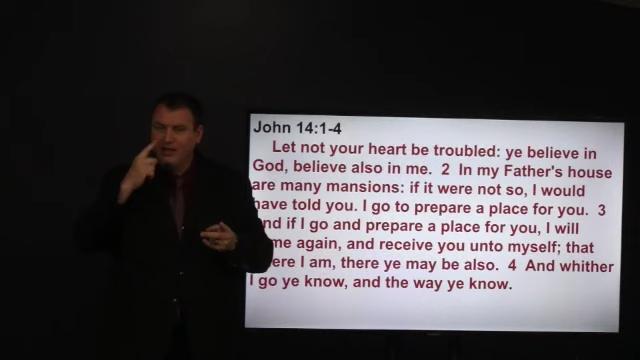 John 14:1-4
Let not your heart be troubled: ye believe in
God, believe also in me. 2 In my Father's house
are many mansions: if it were not so, I would
have told you. I go to prepare a place for you. 3
And if I go and prepare a place for you, I will
me again, and receive you unto myself; that
ere I am, there ye may be also. 4 And whither
I go ye know, and the way ye know.